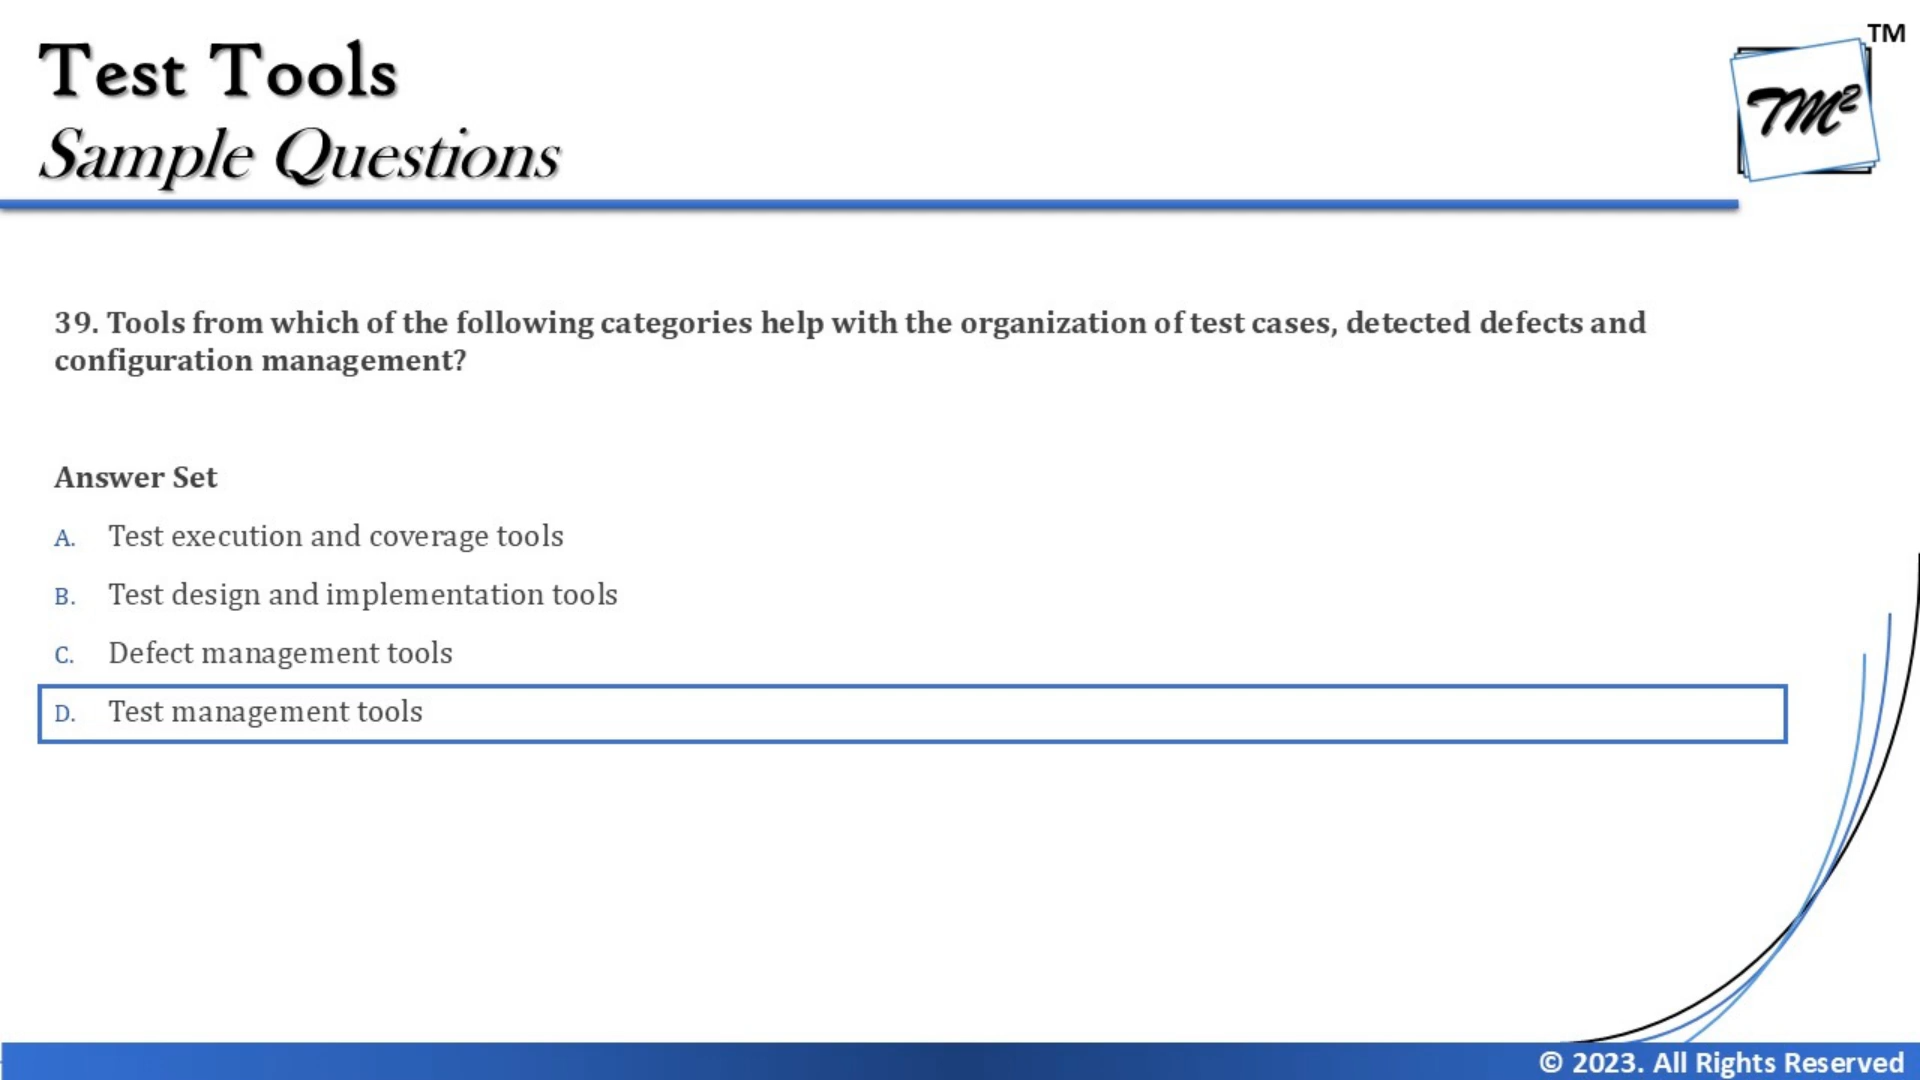 Test Tools
Sample Questions
TM
TM²
39. Tools from which of the following categories help with the organization of test cases, detected defects and
configuration management?
Answer Set
A. Test execution and coverage tools
B. Test design and implementation tools
C. Defect management tools
D. Test management tools
© 2023. All Rights Reserved